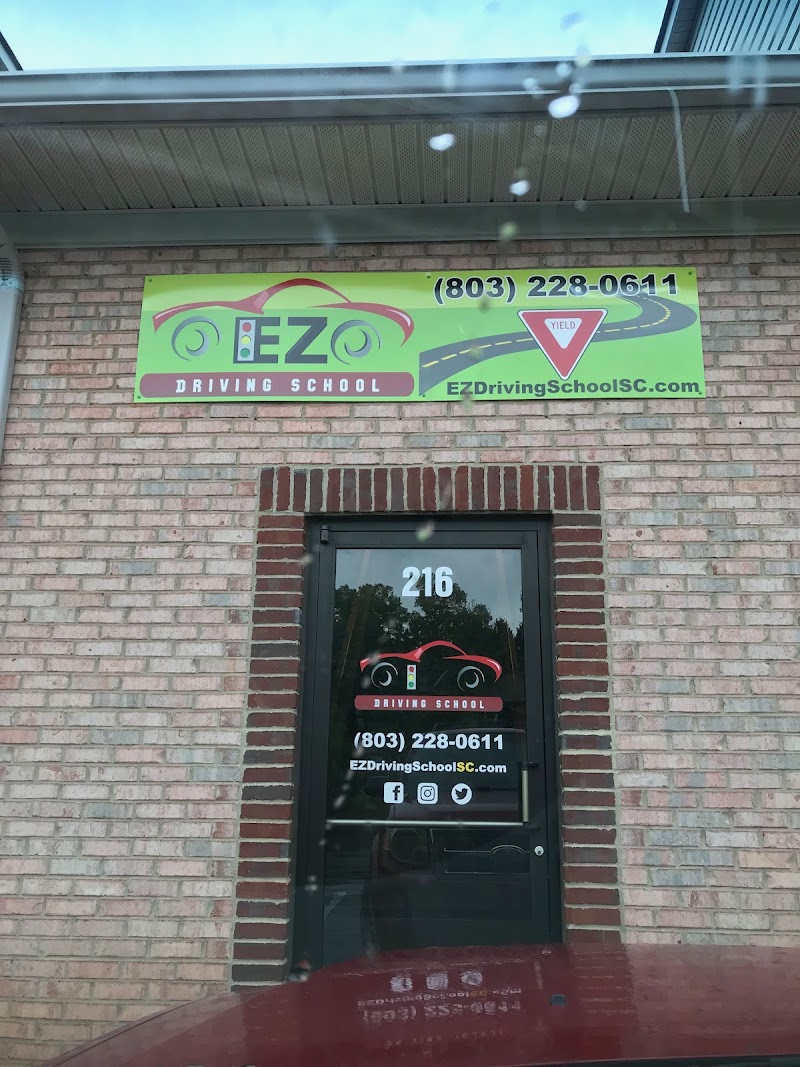 (803) 228-0611
EZ
YIELD
DRIVING SCHOOL
EZDrivingSchoolSC.com
216
DRIVING SCHOOL
(803) 228-0611
EZDrivingSchoolSC.com